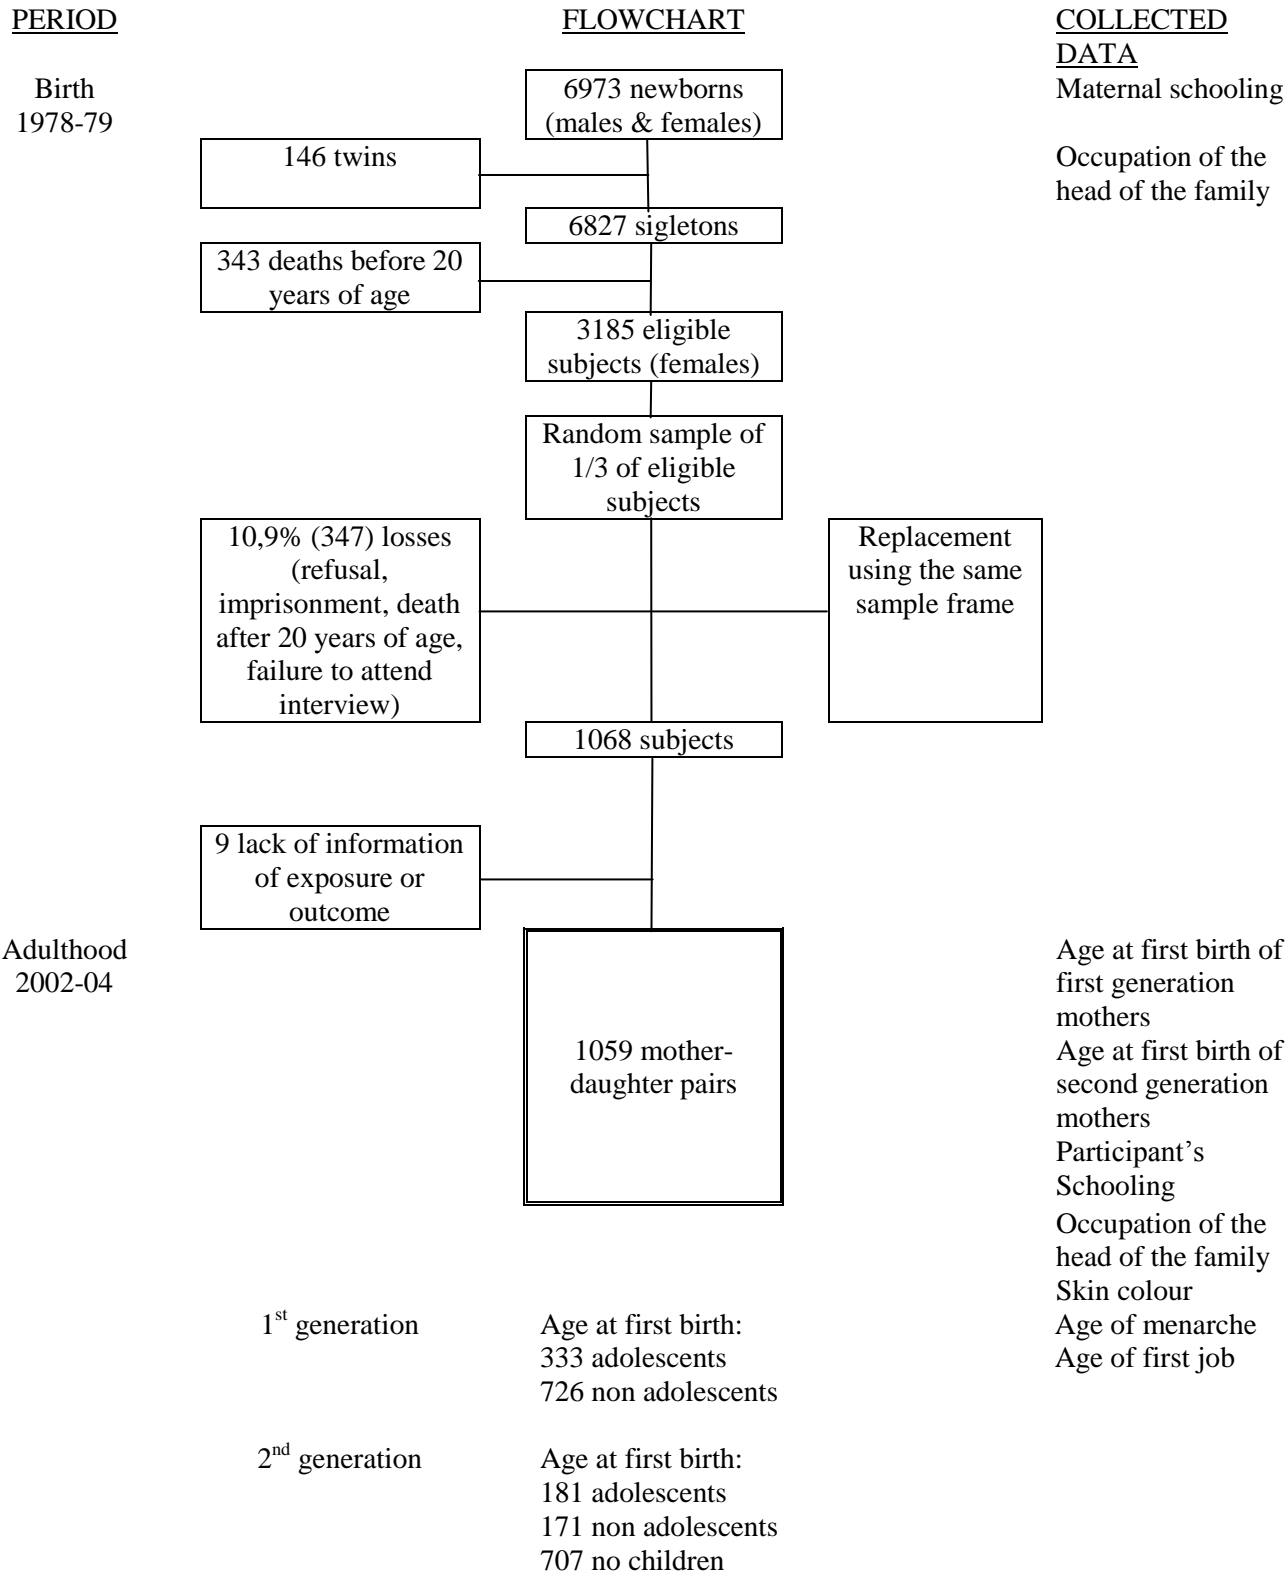 PERIOD
FLOWCHART
COLLECTED
DATA
Birth
1978-79
6973 newborns
(males & females)
Maternal schooling
146 twins
Occupation of the
head of the family
6827 sigletons
343 deaths before 20
years of age
3185 eligible
subjects (females)
Random sample of
1/3 of eligible
subjects
10,9% (347) losses
(refusal,
imprisonment, death
after 20 years of age,
failure to attend
interview)
Replacement
using the same
sample frame
1068 subjects
9 lack of information
of exposure or
outcome
Adulthood
2002-04
1059 mother-
daughter pairs
Age at first birth of
first generation
mothers
Age at first birth of
second generation
mothers
Participant’s
Schooling
Occupation of the
head of the family
Skin colour
Age of menarche
Age of first job
1st generation
Age at first birth:
333 adolescents
726 non adolescents
2nd generation
Age at first birth:
181 adolescents
171 non adolescents
707 no children